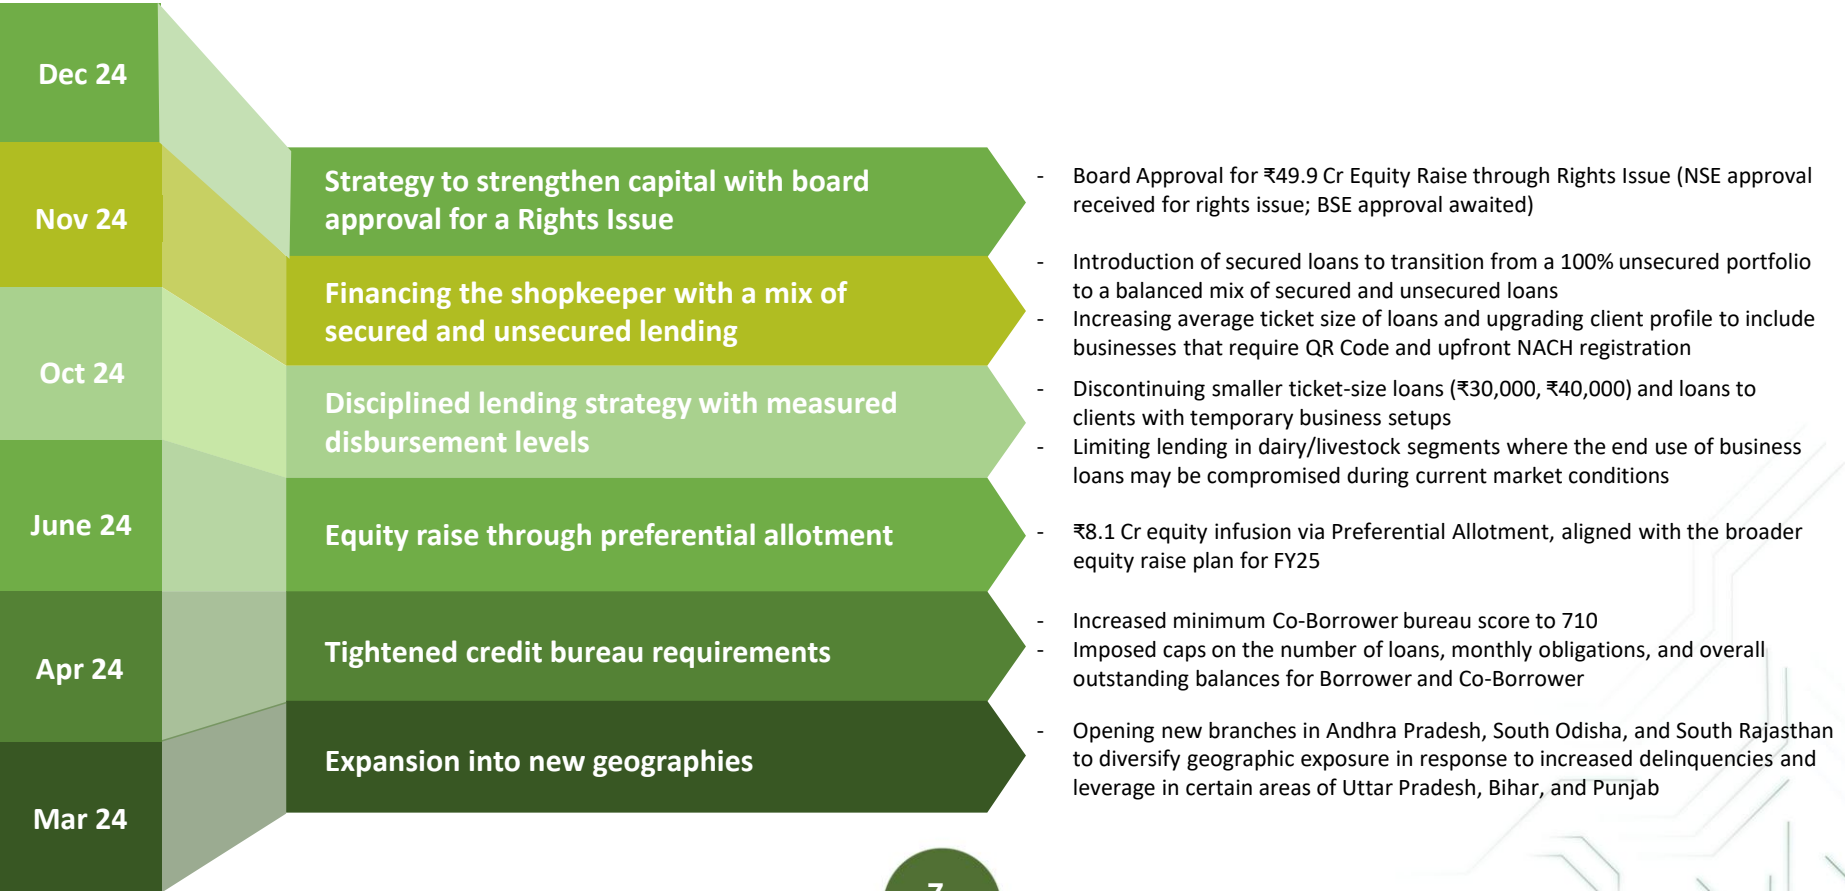 Dec 24
Nov 24
Oct 24
June 24
Apr 24
Mar 24
Strategy to strengthen capital with board
approval for a Rights Issue
- Board Approval for ₹49.9 Cr Equity Raise through Rights Issue (NSE approval
received for rights issue; BSE approval awaited)
Financing the shopkeeper with a mix of
secured and unsecured lending
- Introduction of secured loans to transition from a 100% unsecured portfolio
to a balanced mix of secured and unsecured loans
- Increasing average ticket size of loans and upgrading client profile to include
businesses that require QR Code and upfront NACH registration
Disciplined lending strategy with measured
disbursement levels
- Discontinuing smaller ticket-size loans (₹30,000, ₹40,000) and loans to
clients with temporary business setups
- Limiting lending in dairy/livestock segments where the end use of business
loans may be compromised during current market conditions
Equity raise through preferential allotment
- ₹8.1 Cr equity infusion via Preferential Allotment, aligned with the broader
equity raise plan for FY25
Tightened credit bureau requirements
- Increased minimum Co-Borrower bureau score to 710
- Imposed caps on the number of loans, monthly obligations, and overall
outstanding balances for Borrower and Co-Borrower
Expansion into new geographies
- Opening new branches in Andhra Pradesh, South Odisha, and South Rajasthan
to diversify geographic exposure in response to increased delinquencies and
leverage in certain areas of Uttar Pradesh, Bihar, and Punjab
7